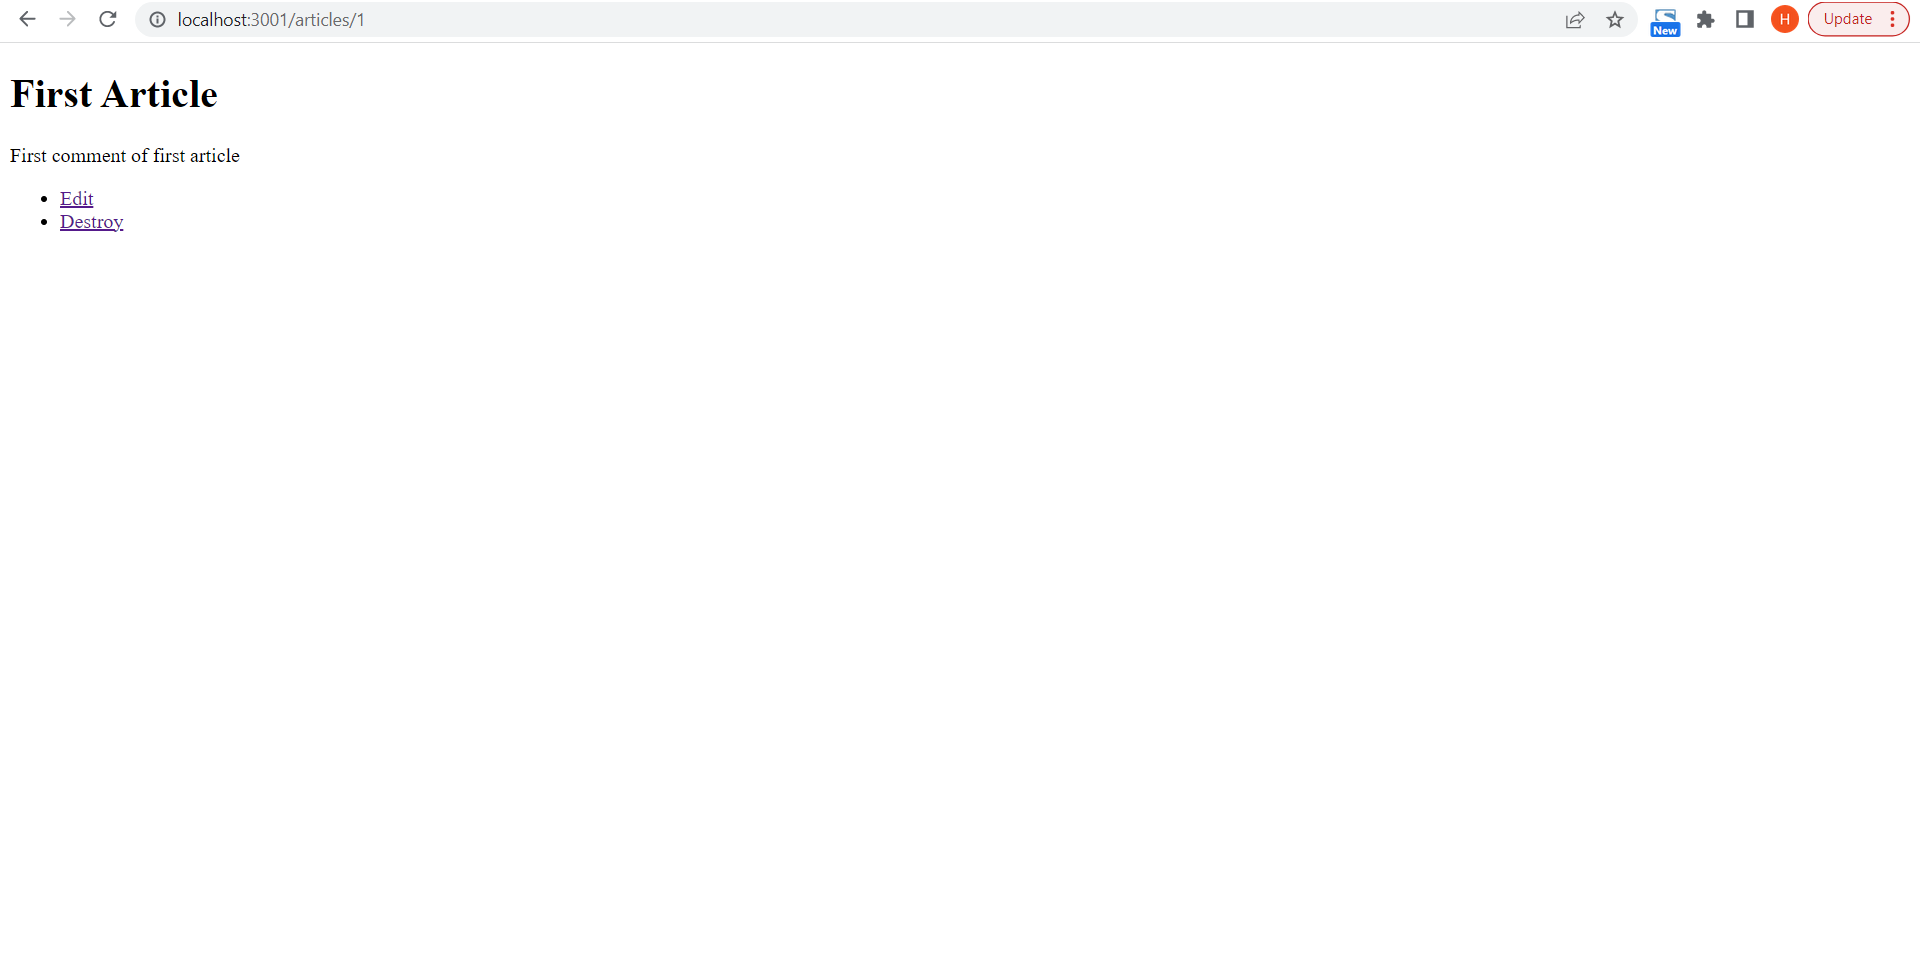 localhost:3001/articles/1
New
H
Update
First Article
First comment of first article
Edit
Destroy